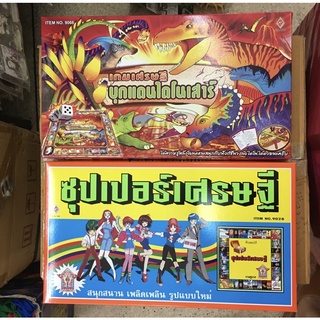 ITEM NO. 9068
เกมเศรษฐี
บุกแดนไดโนเสาร์
ซุปเปอร์เศรษฐี
ITEM NO. 9028
สนุกสนาน เพลิดเพลิน รูปแบบใหม่